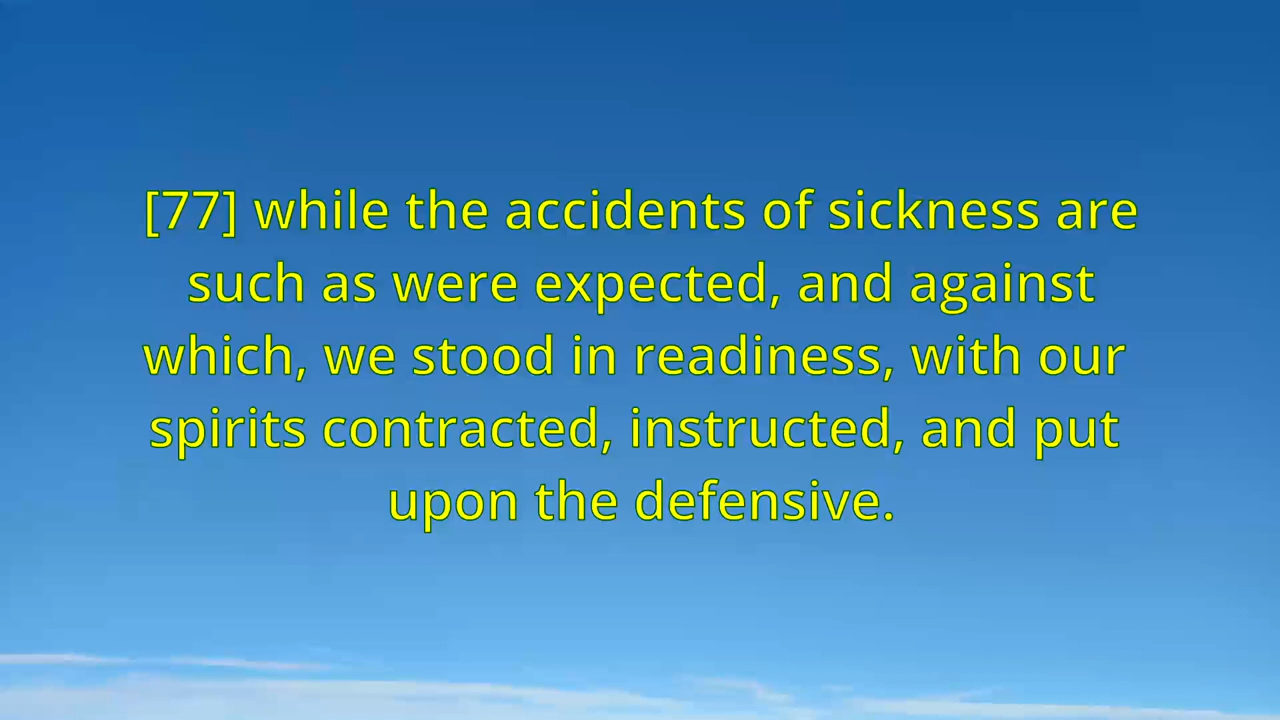 [77] while the accidents of sickness are
such as were expected, and against
which, we stood in readiness, with our
spirits contracted, instructed, and put
upon the defensive.